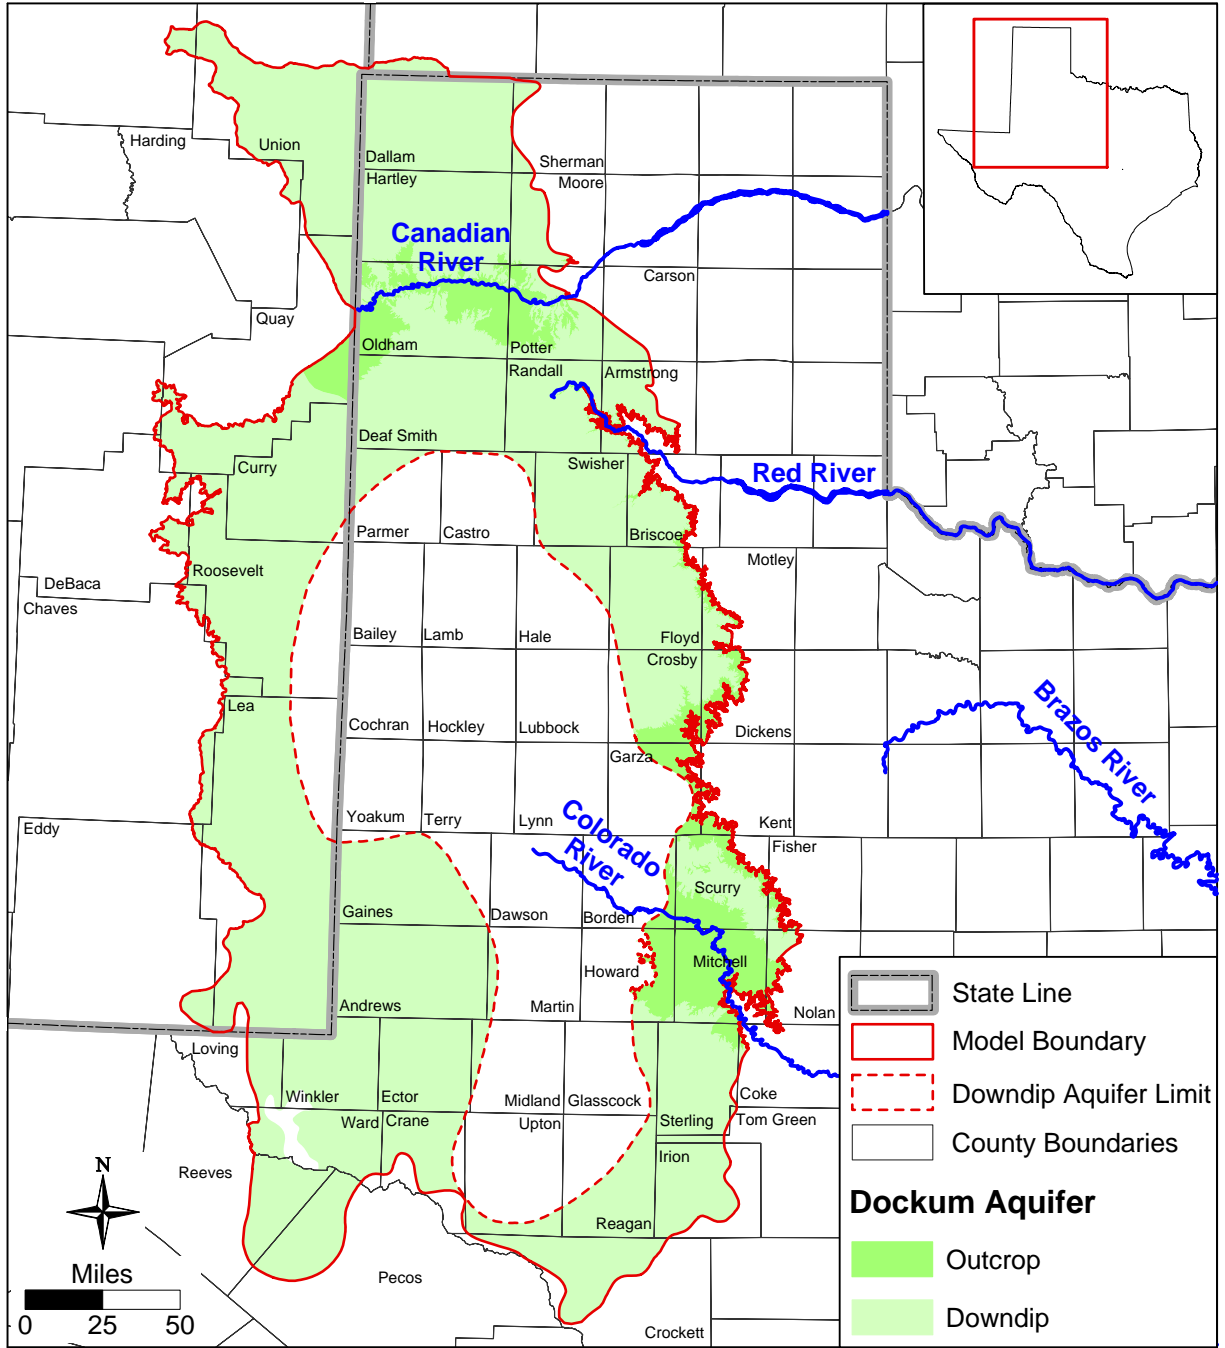 Harding
Union
Dallam
Hartley
Sherman
Moore
Canadian
River
Carson
Quay
Oldham
Potter
Randall
Armstrong
Deaf Smith
Curry
Swisher
Red River
Parmer
Castro
Briscoe
Motley
Roosevelt
DeBaca
Chaves
Bailey
Lamb
Hale
Floyd
Crosby
Lea
Cochran
Hockley
Lubbock
Dickens
Garza
Brazos River
Eddy
Yoakum
Terry
Lynn
Kent
Colorado
River
Fisher
Scurry
Gaines
Dawson
Borden
Howard
Mitchell
Andrews
Martin
Nolan
Loving
Winkler
Ector
Midland
Glasscock
Coke
Ward
Crane
Upton
Sterling
Tom Green
Irion
Reeves
Reagan
Pecos
Crockett
N
Miles
0 25 50
State Line
Model Boundary
Downdip Aquifer Limit
County Boundaries
Dockum Aquifer
Outcrop
Downdip